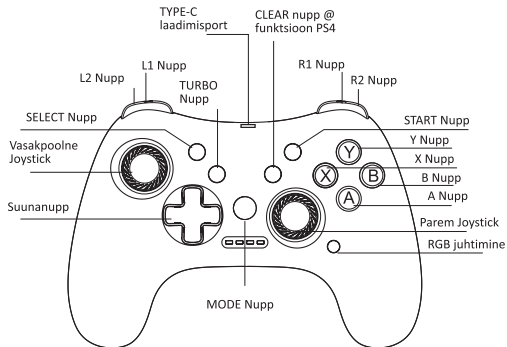 TYPE-C
laadimisport
CLEAR nupp @
funktsioon PS4
L1 Nupp
R1 Nupp
L2 Nupp
R2 Nupp
TURBO
Nupp
SELECT Nupp
START Nupp
Y Nupp
Vasakpoolne
Joystick
X Nupp
B Nupp
A Nupp
Y
X
B
A
Suunanupp
Parem Joystick
RGB juhtimine
MODE Nupp